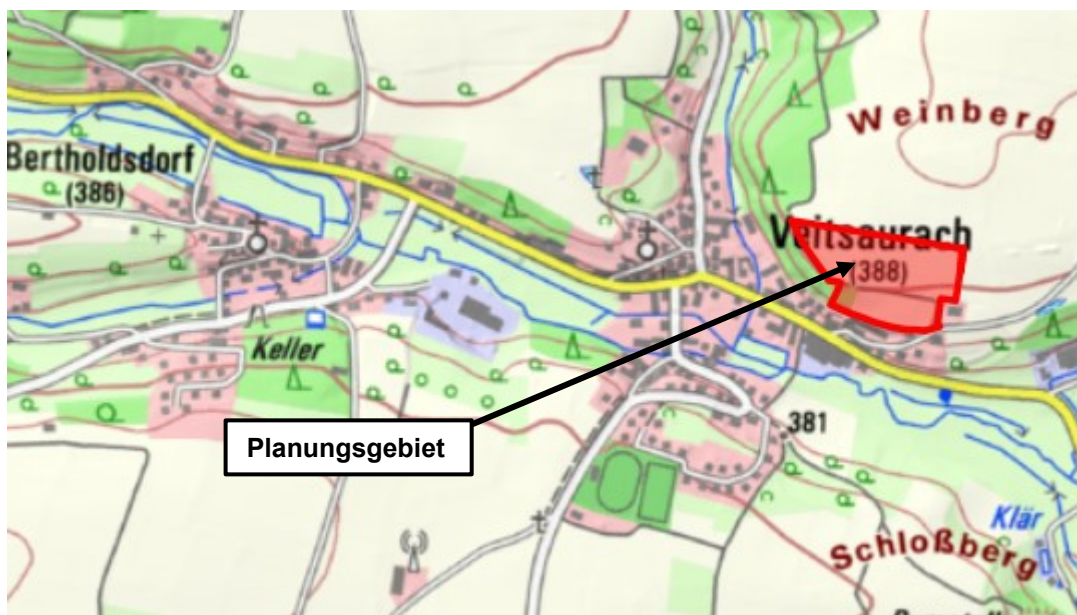 Weinberg
Bertholdsdorf
(386)
Veitsaurach
(388)
Keller
Planungsgebiet
381
Klär
Schloßberg